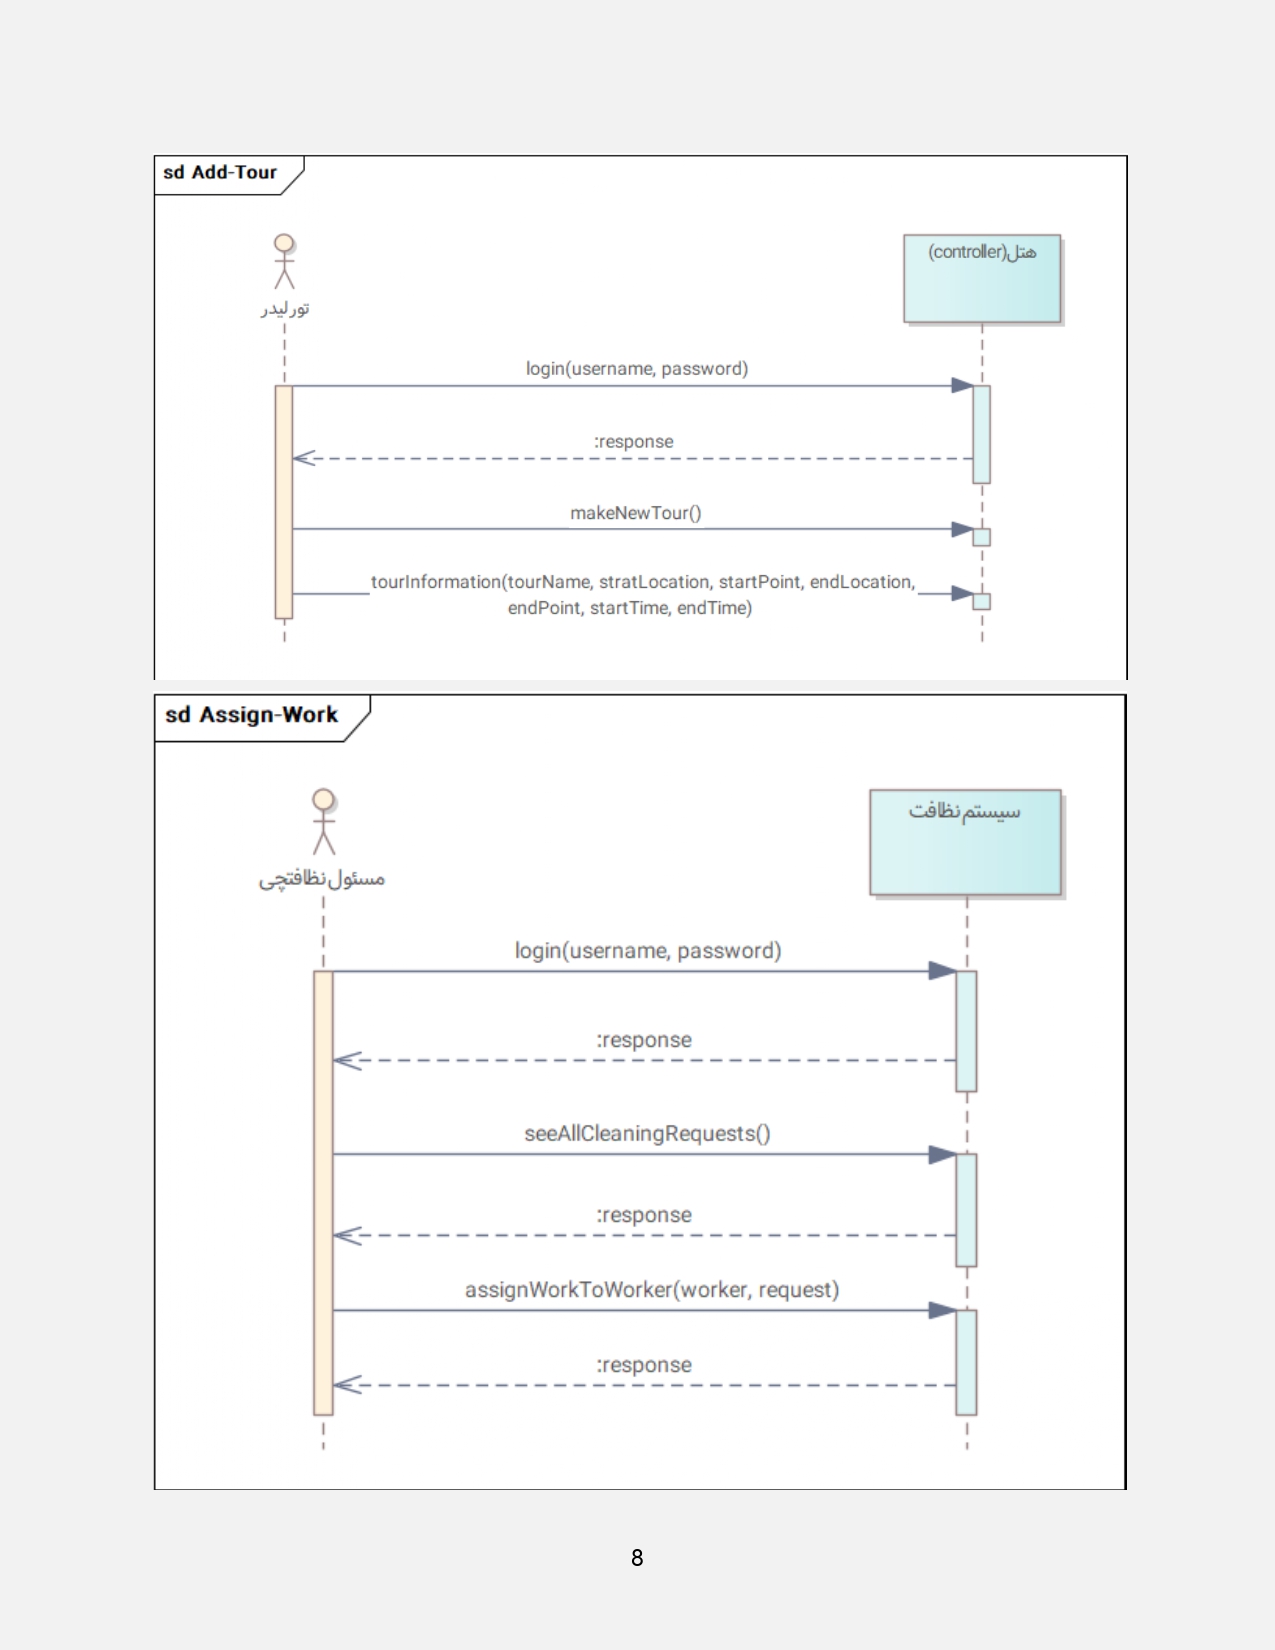 sd Add-Tour
تورلیدر
هتل(controller)
login(username, password)
:response
makeNewTour()
tourInformation(tourName, stratLocation, startPoint, endLocation,
endPoint, startTime, endTime)
sd Assign-Work
مسئول نظافتچی
سیستم نظافت
login(username, password)
:response
seeAllCleaningRequests()
:response
assignWorkToWorker(worker, request)
:response
8